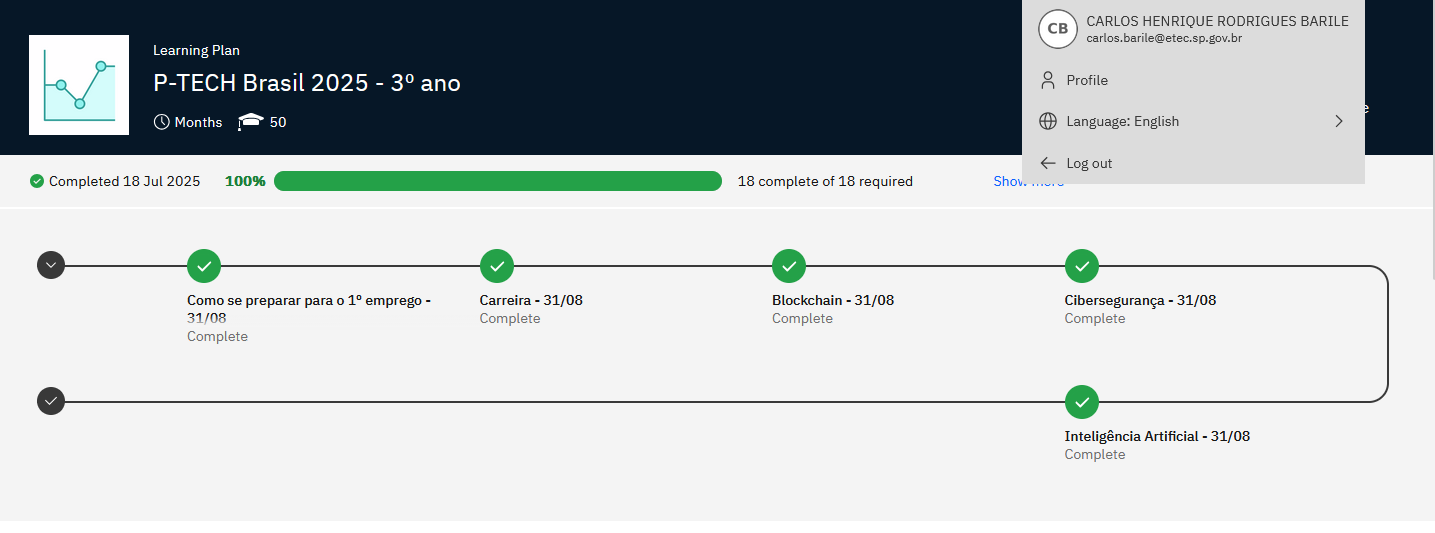 Learning Plan
P-TECH Brasil 2025 - 3º ano
Months 50
CB CARLOS HENRIQUE RODRIGUES BARILE
carlos.barile@etec.sp.gov.br
Profile
Language: English
Log out
Completed 18 Jul 2025 100% 18 complete of 18 required Show more
Como se preparar para o 1º emprego -
31/08
Complete
Carreira - 31/08
Complete
Blockchain - 31/08
Complete
Cibersegurança - 31/08
Complete
Inteligência Artificial - 31/08
Complete